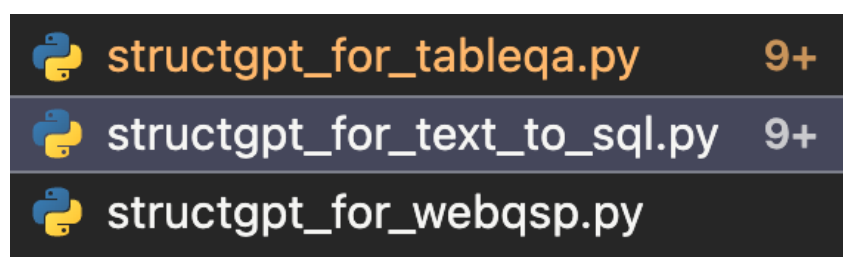 structgpt_for_tableqa.py 9+
structgpt_for_text_to_sql.py 9+
structgpt_for_webqsp.py